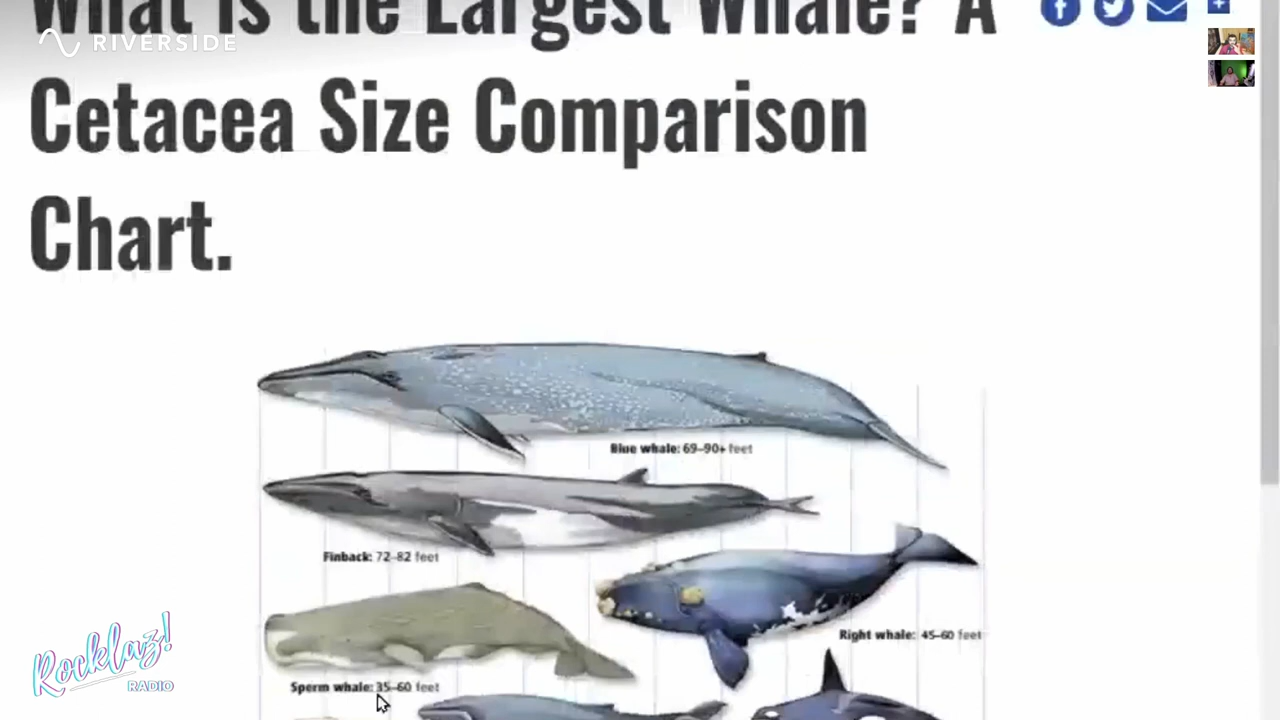 What is the Largest Whale? A
RIVERSIDE
Cetacea Size Comparison
Chart.
Blue whale: 69–90+ feet
Finback: 72–82 feet
Right whale: 45–60 feet
Sperm whale: 35–60 feet
Rocklaz!
RADIO